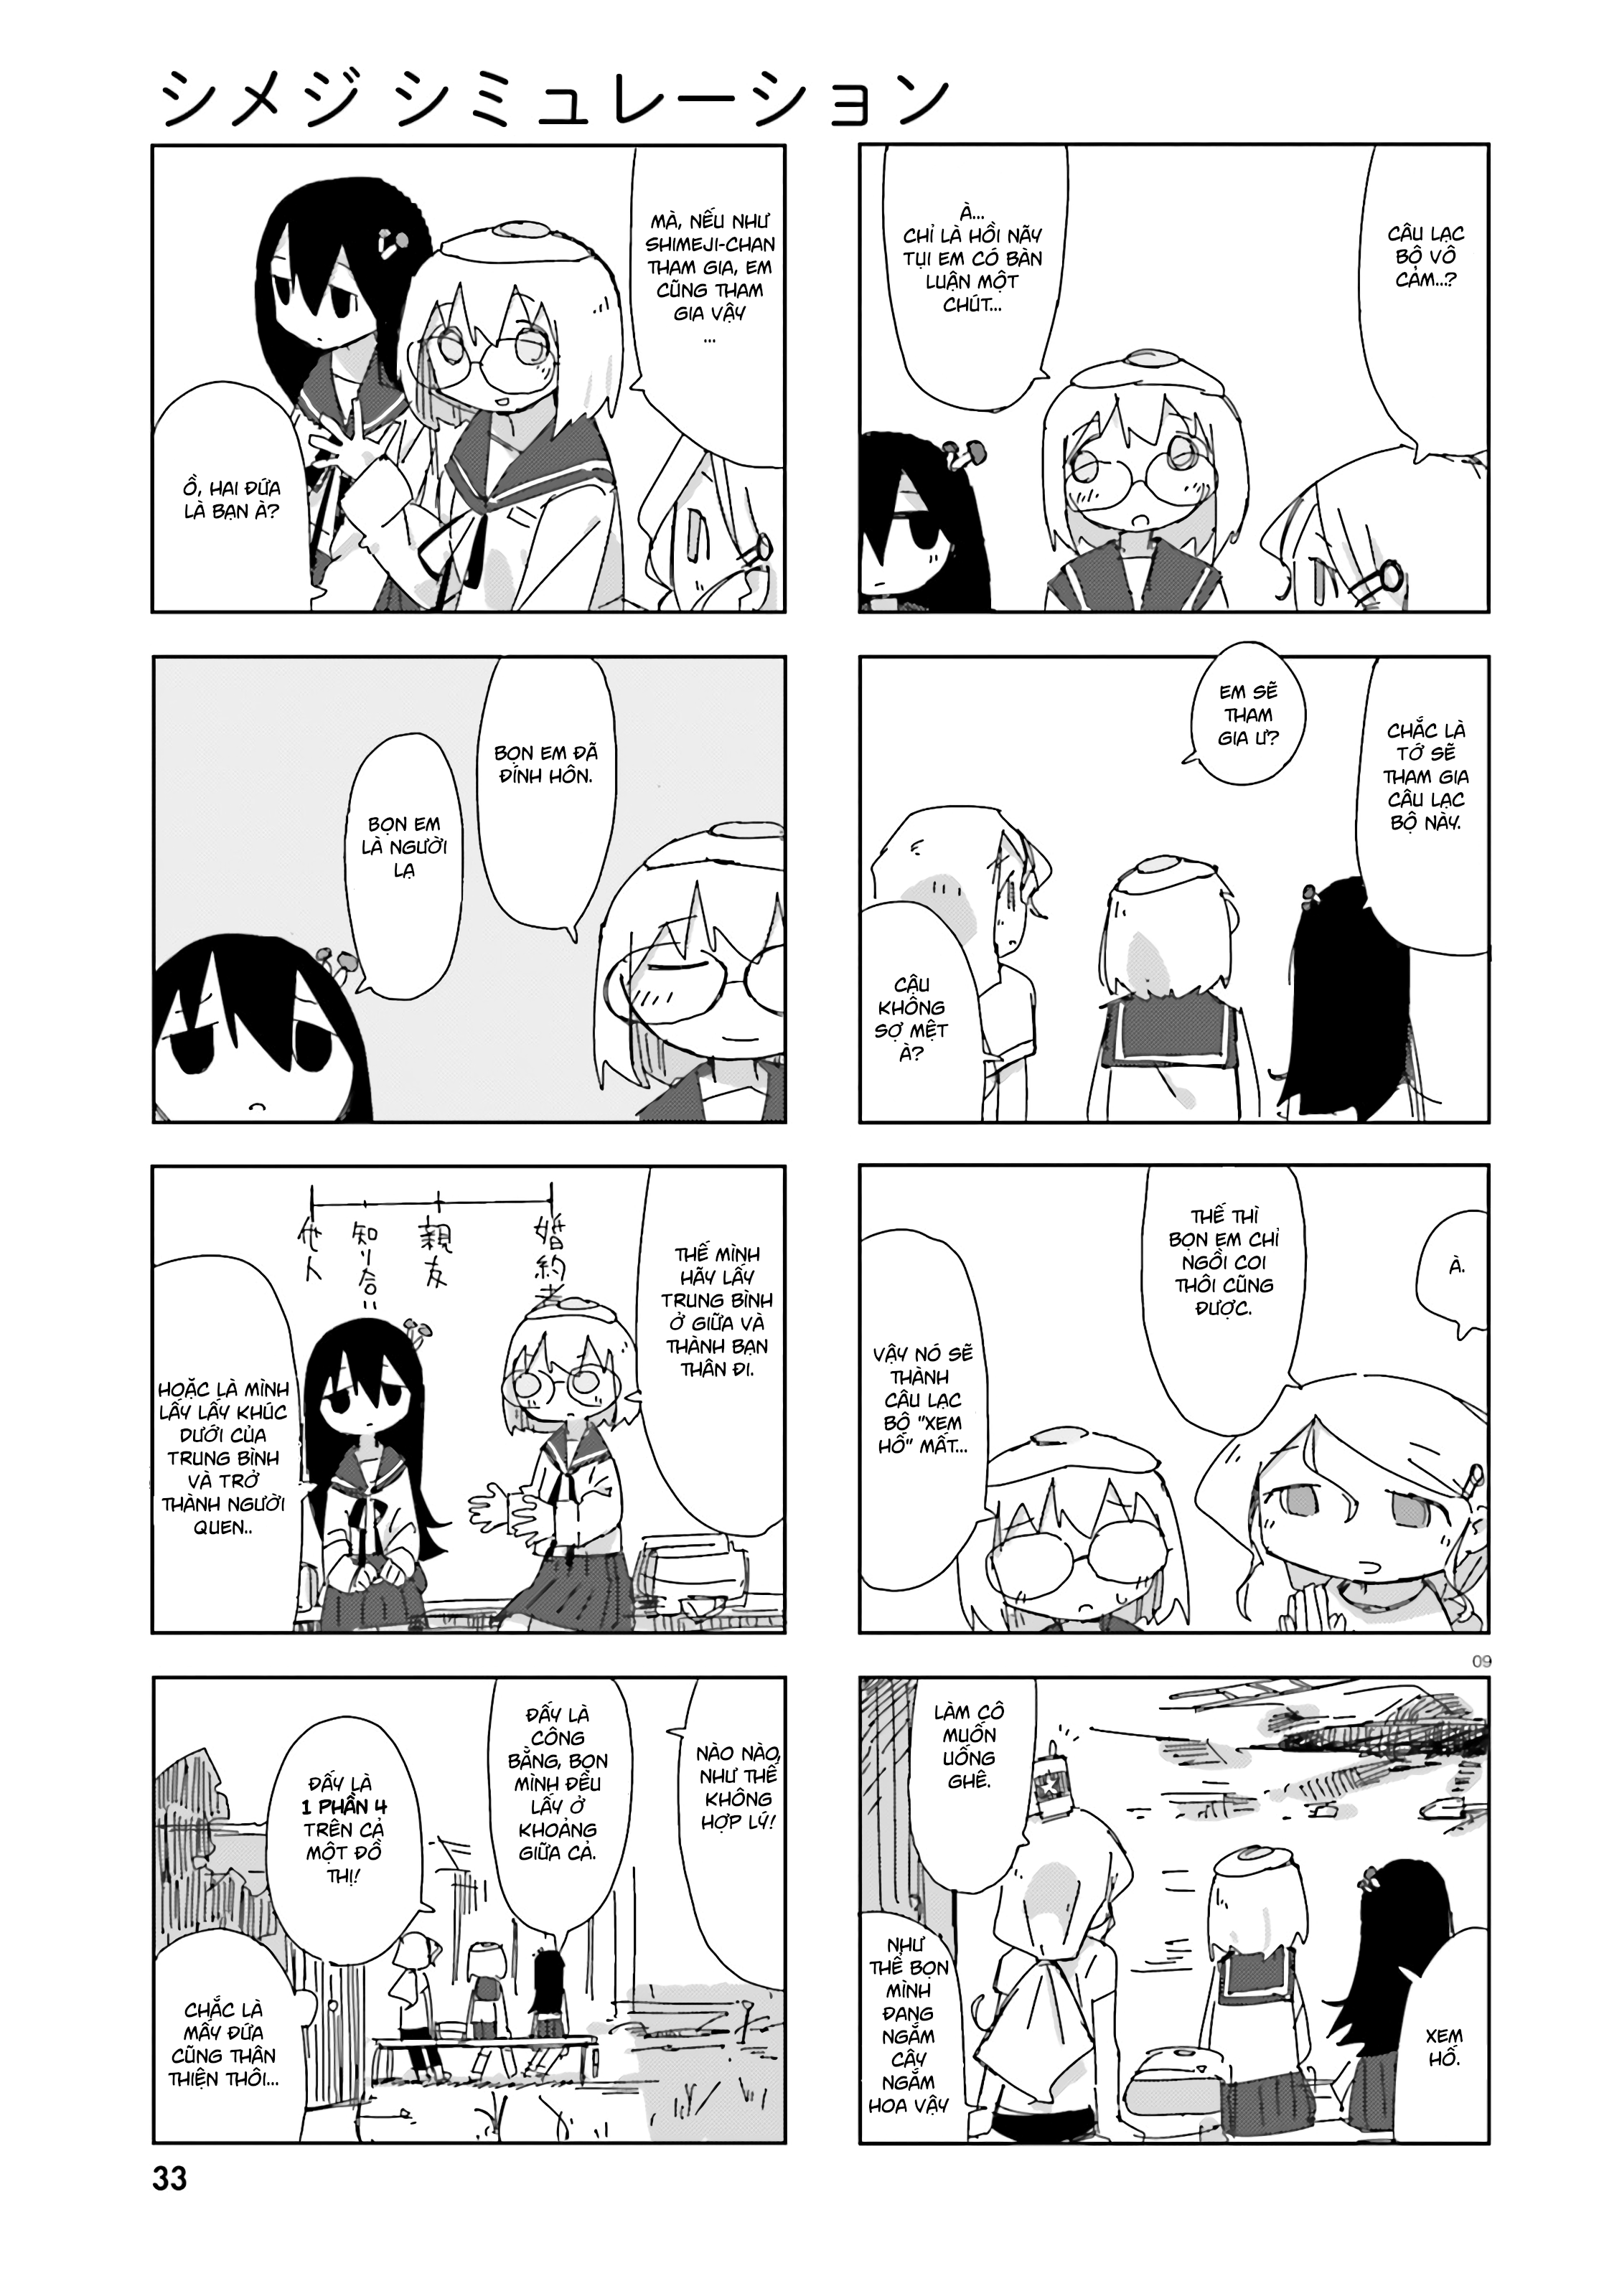 シメジ シミュレーション
CÂU LẠC
BỘ VÔ
CẢM...?
À...
CHỈ LÀ HỒI NÃY
TỤI EM CÓ BÀN
LUẬN MỘT
CHÚT...
CHẮC LÀ
TỚ SẼ
THAM GIA
CÂU LẠC
BỘ NÀY.
EM SẼ
THAM
GIA Ư?
CẬU
KHÔNG
SỢ MỆT
À?
À.
THẾ THÌ
BỌN EM CHỈ
NGỒI COI
THÔI CŨNG
ĐƯỢC.
VẬY NÓ SẼ
THÀNH
CÂU LẠC
BỘ "XEM
HỐ" MẤT...
09
XEM
HỐ.
LÀM CÔ
MUỐN
UỐNG
GHÊ.
NHƯ
THỂ BỌN
MÌNH
ĐANG
NGẮM
CÂY
NGẮM
HOA VẬY
MÀ, NẾU NHƯ
SHIMEJI-CHAN
THAM GIA, EM
CŨNG THAM
GIA VẬY
...
Ồ, HAI ĐỨA
LÀ BẠN À?
BỌN EM ĐÃ
ĐÍNH HÔN.
BỌN EM
LÀ NGƯỜI
LẠ
THẾ MÌNH
HÃY LẤY
TRUNG BÌNH
Ở GIỮA VÀ
THÀNH BẠN
THÂN ĐI.
婚約者
親友
知り合い
他人
HOẶC LÀ MÌNH
LẤY LẤY KHÚC
DƯỚI CỦA
TRUNG BÌNH
VÀ TRỞ
THÀNH NGƯỜI
QUEN..
NÀO NÀO,
NHƯ THẾ
KHÔNG
HỢP LÝ!
ĐẤY LÀ
CÔNG
BẰNG, BỌN
MÌNH ĐỀU
LẤY Ở
KHOẢNG
GIỮA CẢ.
ĐẤY LÀ
1 PHẦN 4
TRÊN CẢ
MỘT ĐỒ
THỊ!
CHẮC LÀ
MẤY ĐỨA
CŨNG THÂN
THIỆN THÔI...
33